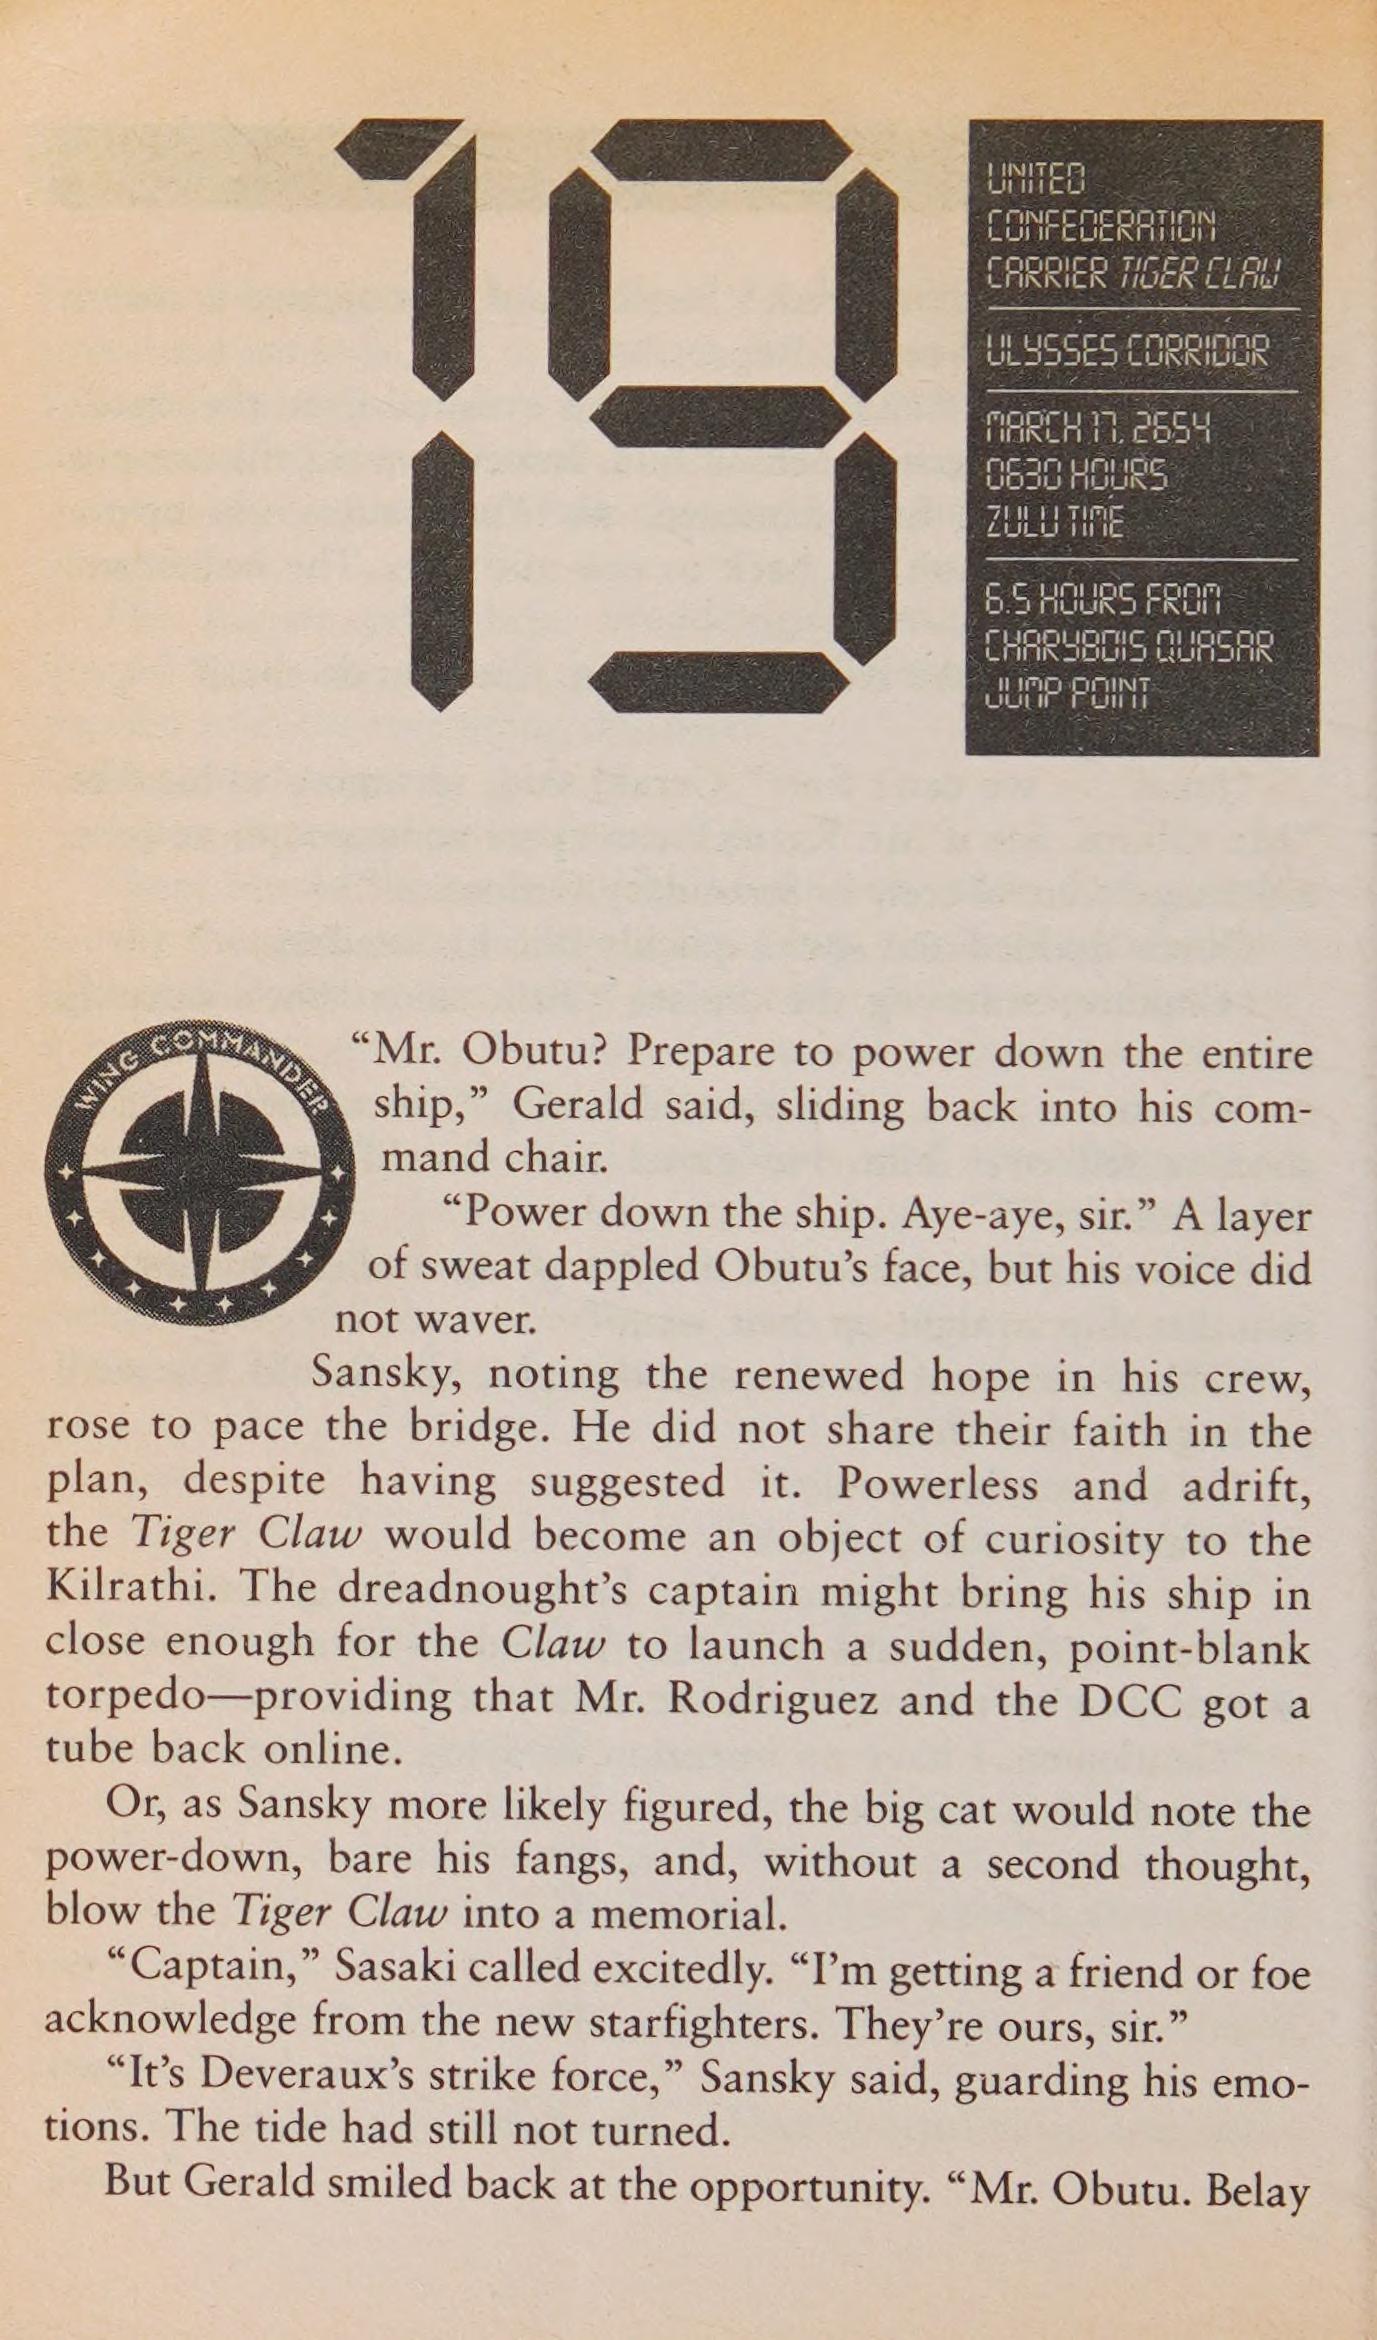 19
UNITED
CONFEDERATION
CARRIER TIGER CLAW
ULYSSES CORRIDOR
MARCH 17, 2654
0630 HOURS
ZULU TIME
6.5 HOURS FROM
CHARYBDIS QUASAR
JUMP POINT
WING COMMANDER
“Mr. Obutu? Prepare to power down the entire
ship,” Gerald said, sliding back into his com-
mand chair.
“Power down the ship. Aye-aye, sir.” A layer
of sweat dappled Obutu’s face, but his voice did
not waver.
Sansky, noting the renewed hope in his crew,
rose to pace the bridge. He did not share their faith in the
plan, despite having suggested it. Powerless and adrift,
the Tiger Claw would become an object of curiosity to the
Kilrathi. The dreadnought’s captain might bring his ship in
close enough for the Claw to launch a sudden, point-blank
torpedo—providing that Mr. Rodriguez and the DCC got a
tube back online.
Or, as Sansky more likely figured, the big cat would note the
power-down, bare his fangs, and, without a second thought,
blow the Tiger Claw into a memorial.
“Captain,” Sasaki called excitedly. “I’m getting a friend or foe
acknowledge from the new starfighters. They’re ours, sir.”
“It’s Deveraux’s strike force,” Sansky said, guarding his emo-
tions. The tide had still not turned.
But Gerald smiled back at the opportunity. “Mr. Obutu. Belay